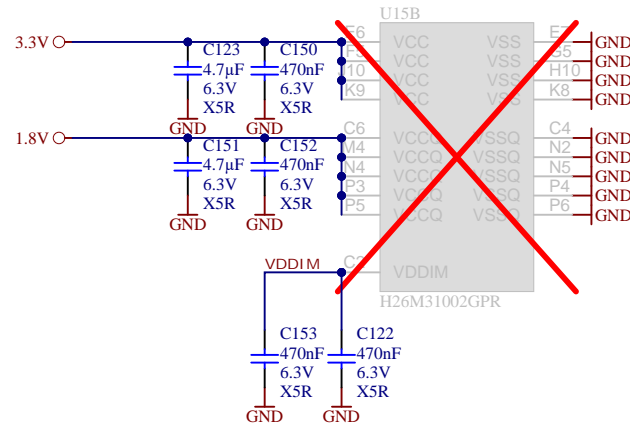 U15B
3.3V
C123
4.7µF
6.3V
X5R
GND
C150
470nF
6.3V
X5R
GND
E6
F5
J10
K9
VCC
VCC
VCC
VCC
VSS
VSS
VSS
VSS
E7
G5
H10
K8
GND
GND
GND
GND
1.8V
C151
4.7µF
6.3V
X5R
GND
C152
470nF
6.3V
X5R
GND
C6
M4
N4
P3
P5
VCCQ
VCCQ
VCCQ
VCCQ
VCCQ
VSSQ
VSSQ
VSSQ
VSSQ
VSSQ
C4
N2
N5
P4
P6
GND
GND
GND
GND
GND
VDDIM
C2
VDDIM
H26M31002GPR
C153
470nF
6.3V
X5R
GND
C122
470nF
6.3V
X5R
GND